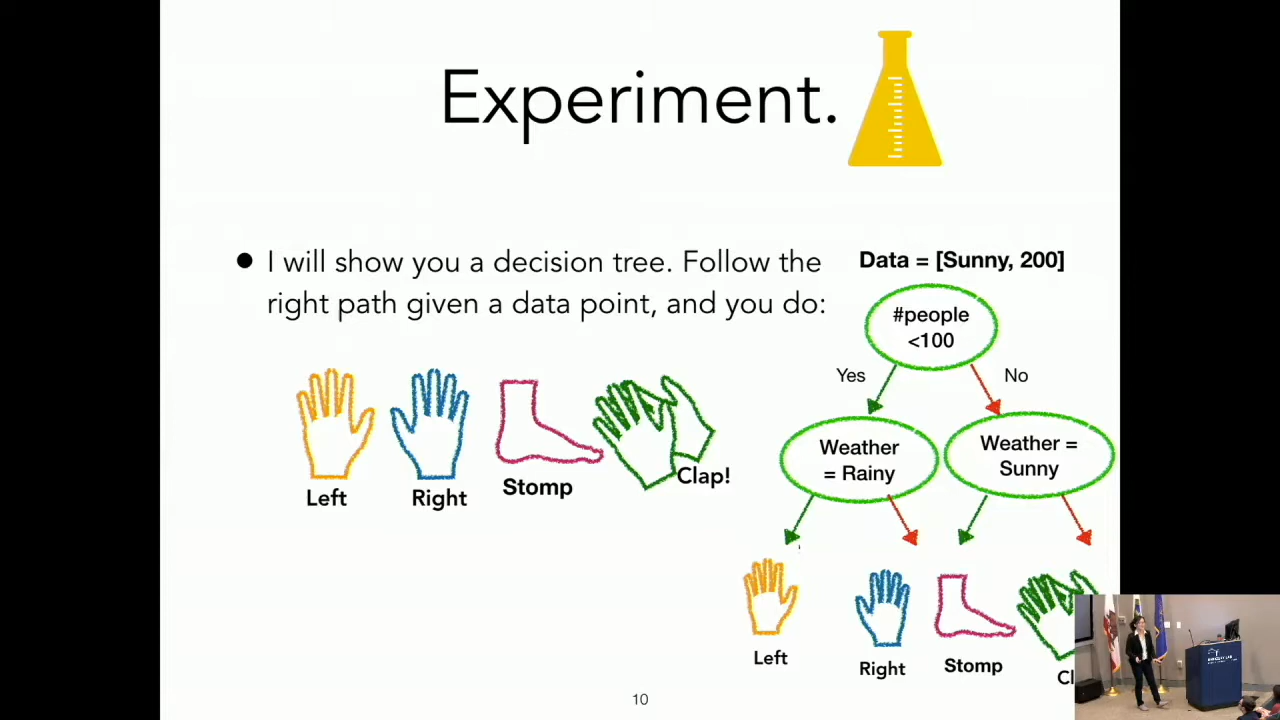 Experiment.
• I will show you a decision tree. Follow the
right path given a data point, and you do:
Left
Right
Stomp
Clap!
Data = [Sunny, 200]
#people
<100
Yes
No
Weather
= Rainy
Weather =
Sunny
Left
Right
Stomp
Cl
10